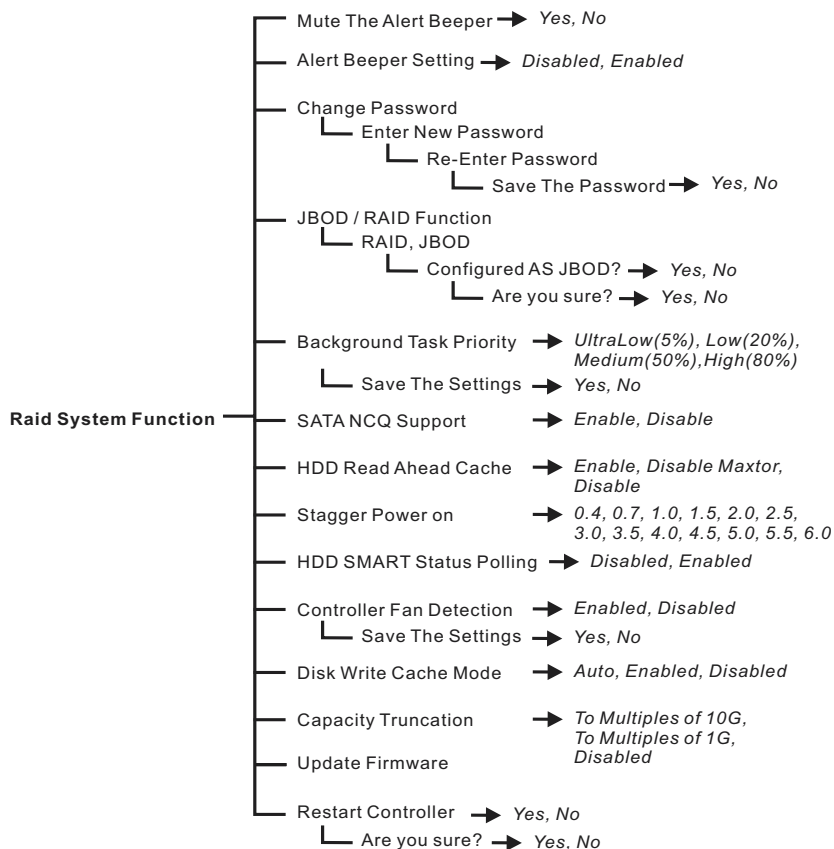 Mute The Alert Beeper Yes, No
Alert Beeper Setting Disabled, Enabled
Change Password
Enter New Password
Re-Enter Password
Save The Password Yes, No
JBOD / RAID Function
RAID, JBOD
Configured AS JBOD? Yes, No
Are you sure? Yes, No
Background Task Priority UltraLow(5%), Low(20%),
Medium(50%),High(80%)
Save The Settings Yes, No
Raid System Function
SATA NCQ Support Enable, Disable
HDD Read Ahead Cache Enable, Disable Maxtor,
Disable
Stagger Power on 0.4, 0.7, 1.0, 1.5, 2.0, 2.5,
3.0, 3.5, 4.0, 4.5, 5.0, 5.5, 6.0
HDD SMART Status Polling Disabled, Enabled
Controller Fan Detection Enabled, Disabled
Save The Settings Yes, No
Disk Write Cache Mode Auto, Enabled, Disabled
Capacity Truncation To Multiples of 10G,
To Multiples of 1G,
Disabled
Update Firmware
Restart Controller Yes, No
Are you sure? Yes, No